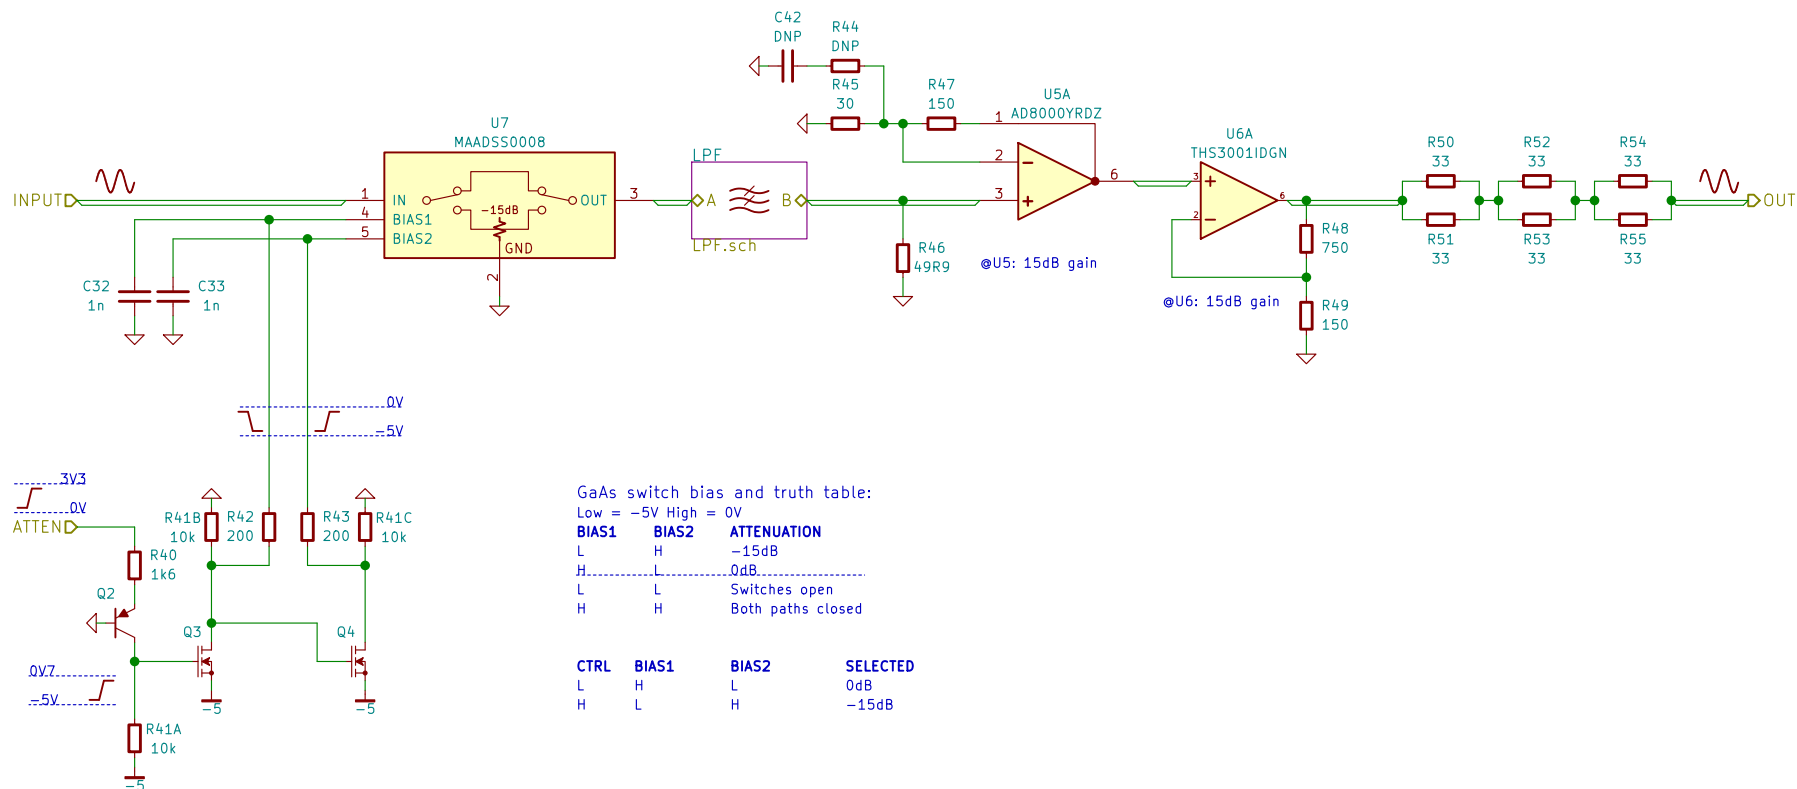 C42
DNP
R44
DNP
R45
30
R47
150
U5A
AD8000YRDZ
1
2
3
6
U7
MAADSS0008
INPUT
1
4
5
IN
BIAS1
BIAS2
-15dB
GND
OUT
3
2
LPF
A
B
LPF.sch
R46
49R9
@U5: 15dB gain
U6A
THS3001IDGN
3
2
6
@U6: 15dB gain
R48
750
R49
150
R50
33
R51
33
R52
33
R53
33
R54
33
R55
33
OUT
C32
1n
C33
1n
0V
-5V
3V3
0V
ATTEN
R40
1k6
R41B
10k
R42
200
R43
200
R41C
10k
Q2
Q3
Q4
0V7
-5V
-5
-5
R41A
10k
-5
GaAs switch bias and truth table:
Low = -5V High = 0V
BIAS1 BIAS2 ATTENUATION
L H -15dB
H L 0dB
L L Switches open
H H Both paths closed
CTRL BIAS1 BIAS2 SELECTED
L H L 0dB
H L H -15dB